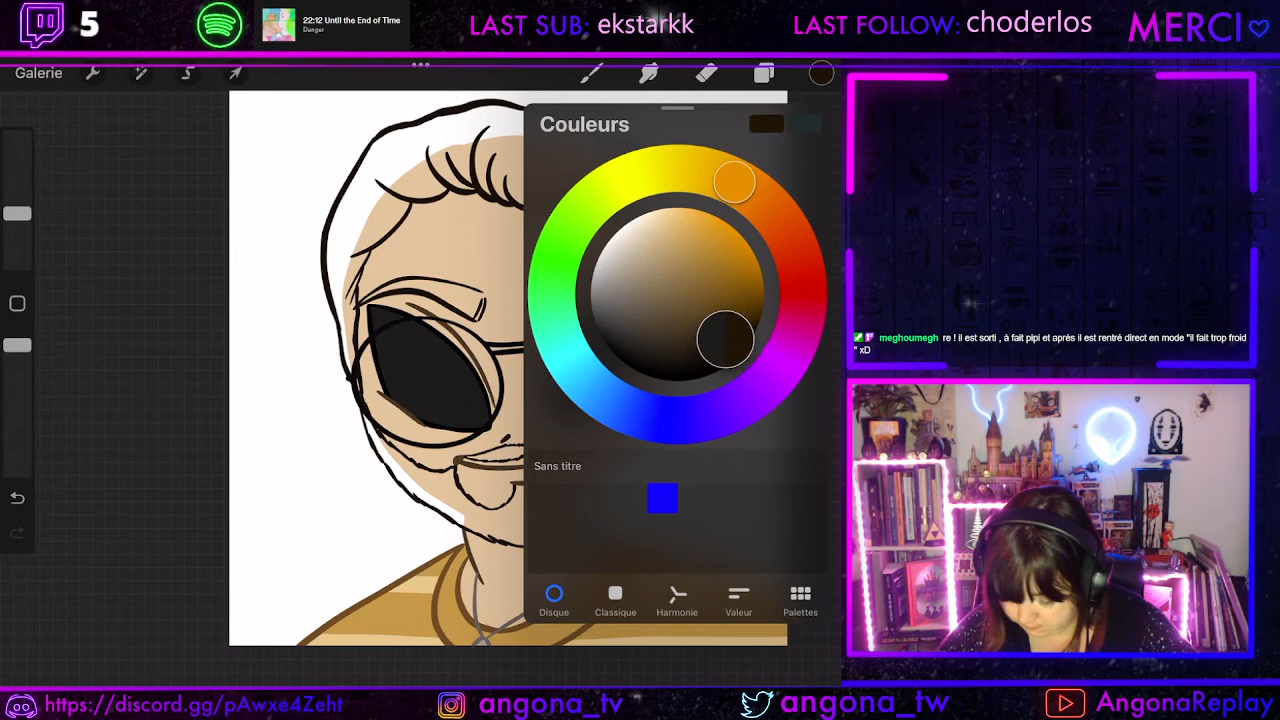 5
22:12 Until the End of Time
Danger
LAST SUB: ekstarkk
LAST FOLLOW: choderlos
MERCI♡
Galerie
Couleurs
Sans titre
Disque
Classique
Harmonie
Valeur
Palettes
meghoumegh re ! il est sorti , à fait pipi et après il est rentré direct en mode "il fait trop froid
" xD
https://discord.gg/pAwxe4Zeht
angona_tv
angona_tw
AngonaReplay